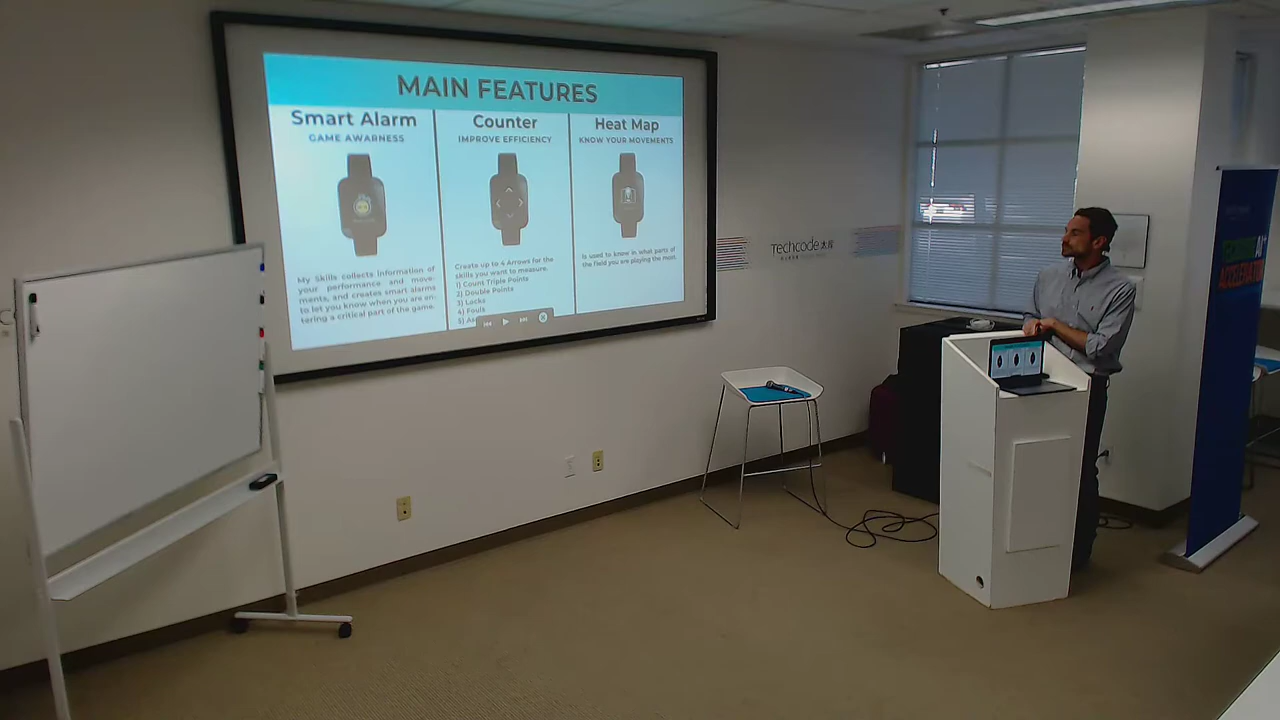 MAIN FEATURES
Smart Alarm
GAME AWARNESS
My Skills collects information of
your performance and move-
ments, and creates smart alarms
to let you know when you are en-
tering a critical part of the game.
Counter
IMPROVE EFFICIENCY
Create up to 4 Arrows for the
skills you want to measure.
1) Count Triple Points
2) Double Points
3) Locks
4) Fouls
5) As
Heat Map
KNOW YOUR MOVEMENTS
Is used to know in what parts of
the field you are playing the most.
Techcode 太库